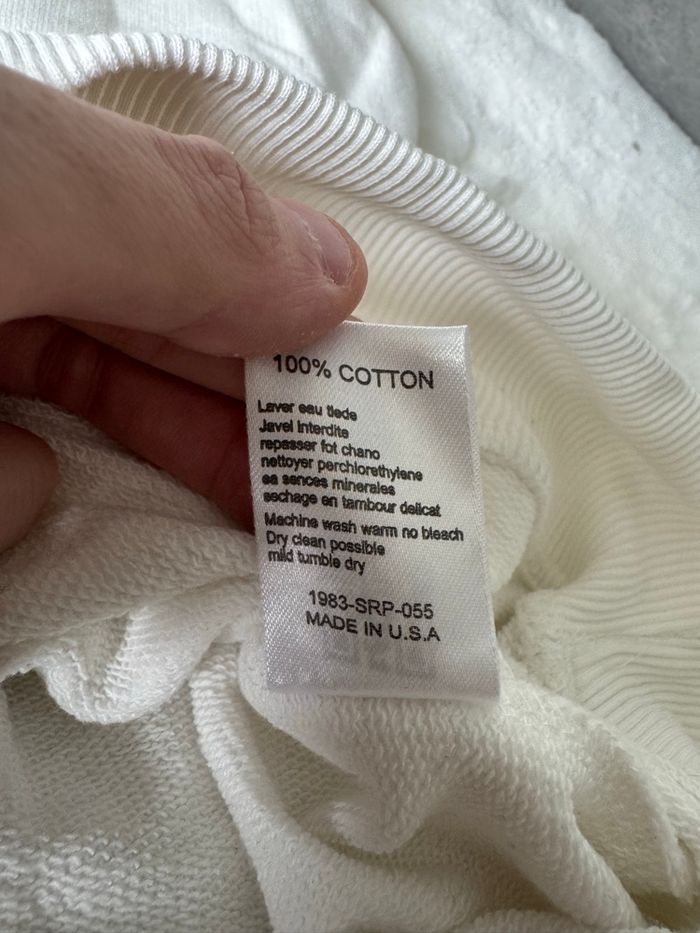 100% COTTON
Laver eau tiede
Javel Interdite
repasser fot chano
nettoyer perchlorethylene
ea sences minerales
sechage en tambour delicat
Machine wash warm no bleach
Dry clean possible
mild tumble dry
1983-SRP-055
MADE IN U.S.A